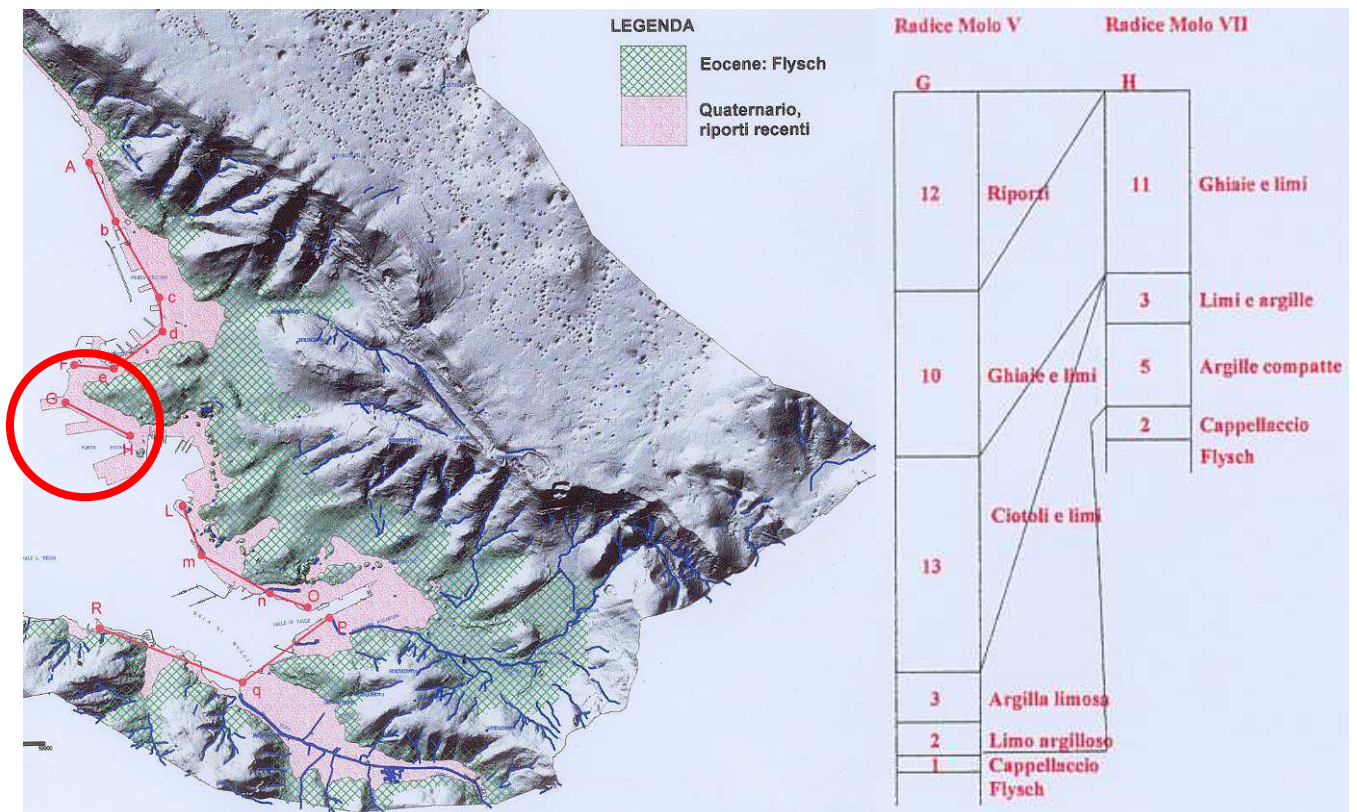 LEGENDA
Eocene: Flysch
Quaternario,
riporti recenti
A
b
c
d
F
e
G
H
L
m
n
O
P
R
q
Radice Molo V
Radice Molo VII
G
H
12
Riporti
11
Ghiaie e limi
3
Limi e argille
10
Ghiaie e limi
5
Argille compatte
2
Cappellaccio
Flysch
Ciotoli e limi
13
3
Argilla limosa
2
Limo argilloso
1
Cappellaccio
Flysch